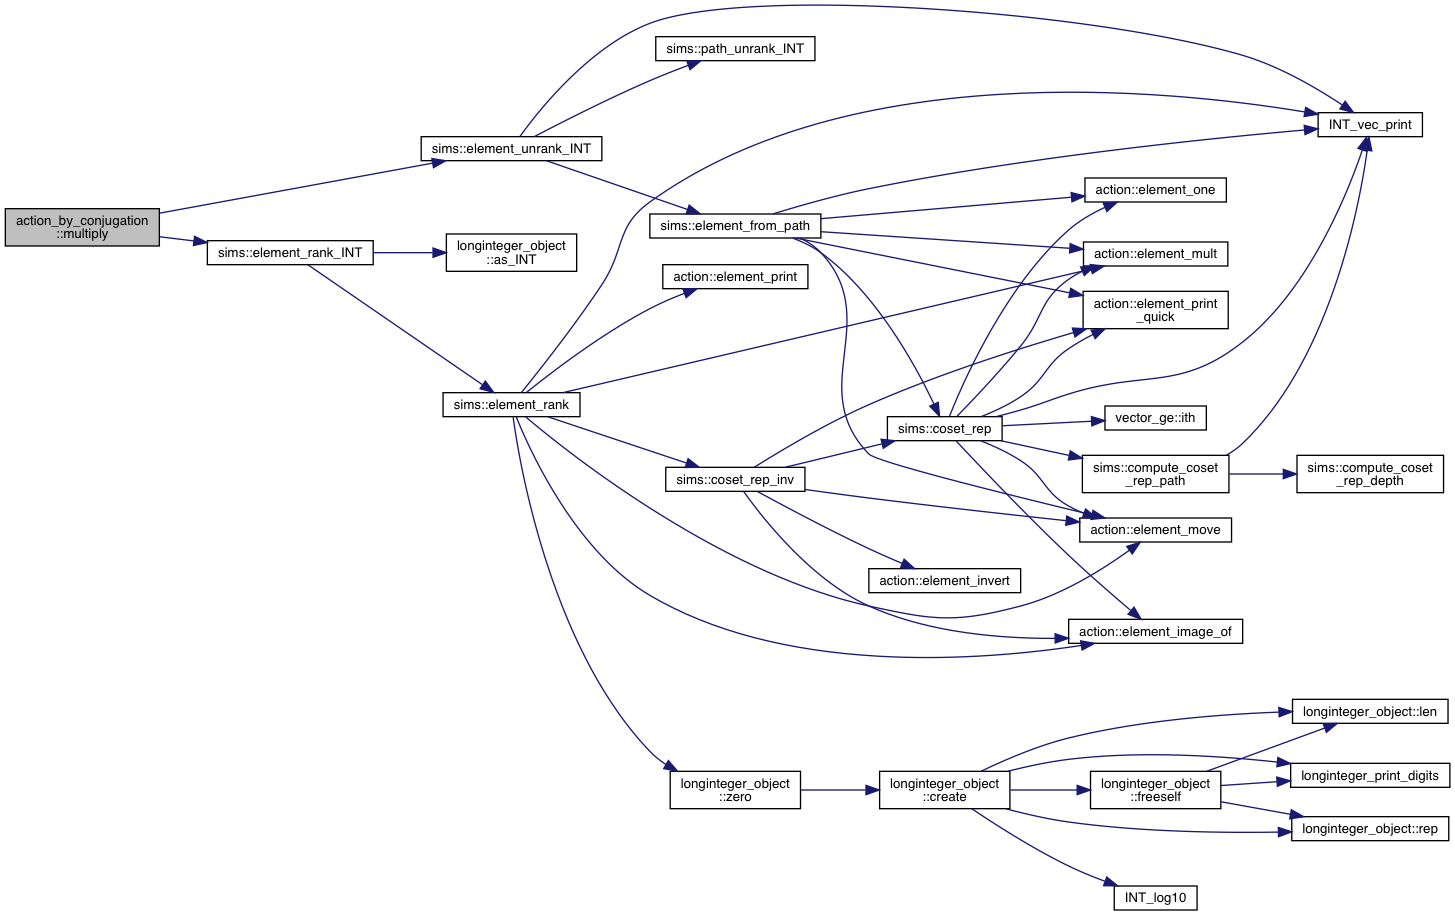 action_by_conjugation
::multiply
sims::element_unrank_INT
sims::element_rank_INT
sims::path_unrank_INT
sims::element_from_path
longinteger_object
::as_INT
action::element_print
sims::element_rank
sims::coset_rep_inv
action::element_invert
sims::coset_rep
INT_vec_print
action::element_one
action::element_mult
action::element_print
_quick
vector_ge::ith
sims::compute_coset
_rep_path
sims::compute_coset
_rep_depth
action::element_move
action::element_image_of
longinteger_object
::zero
longinteger_object
::create
longinteger_object
::freeself
longinteger_object::len
longinteger_print_digits
longinteger_object::rep
INT_log10